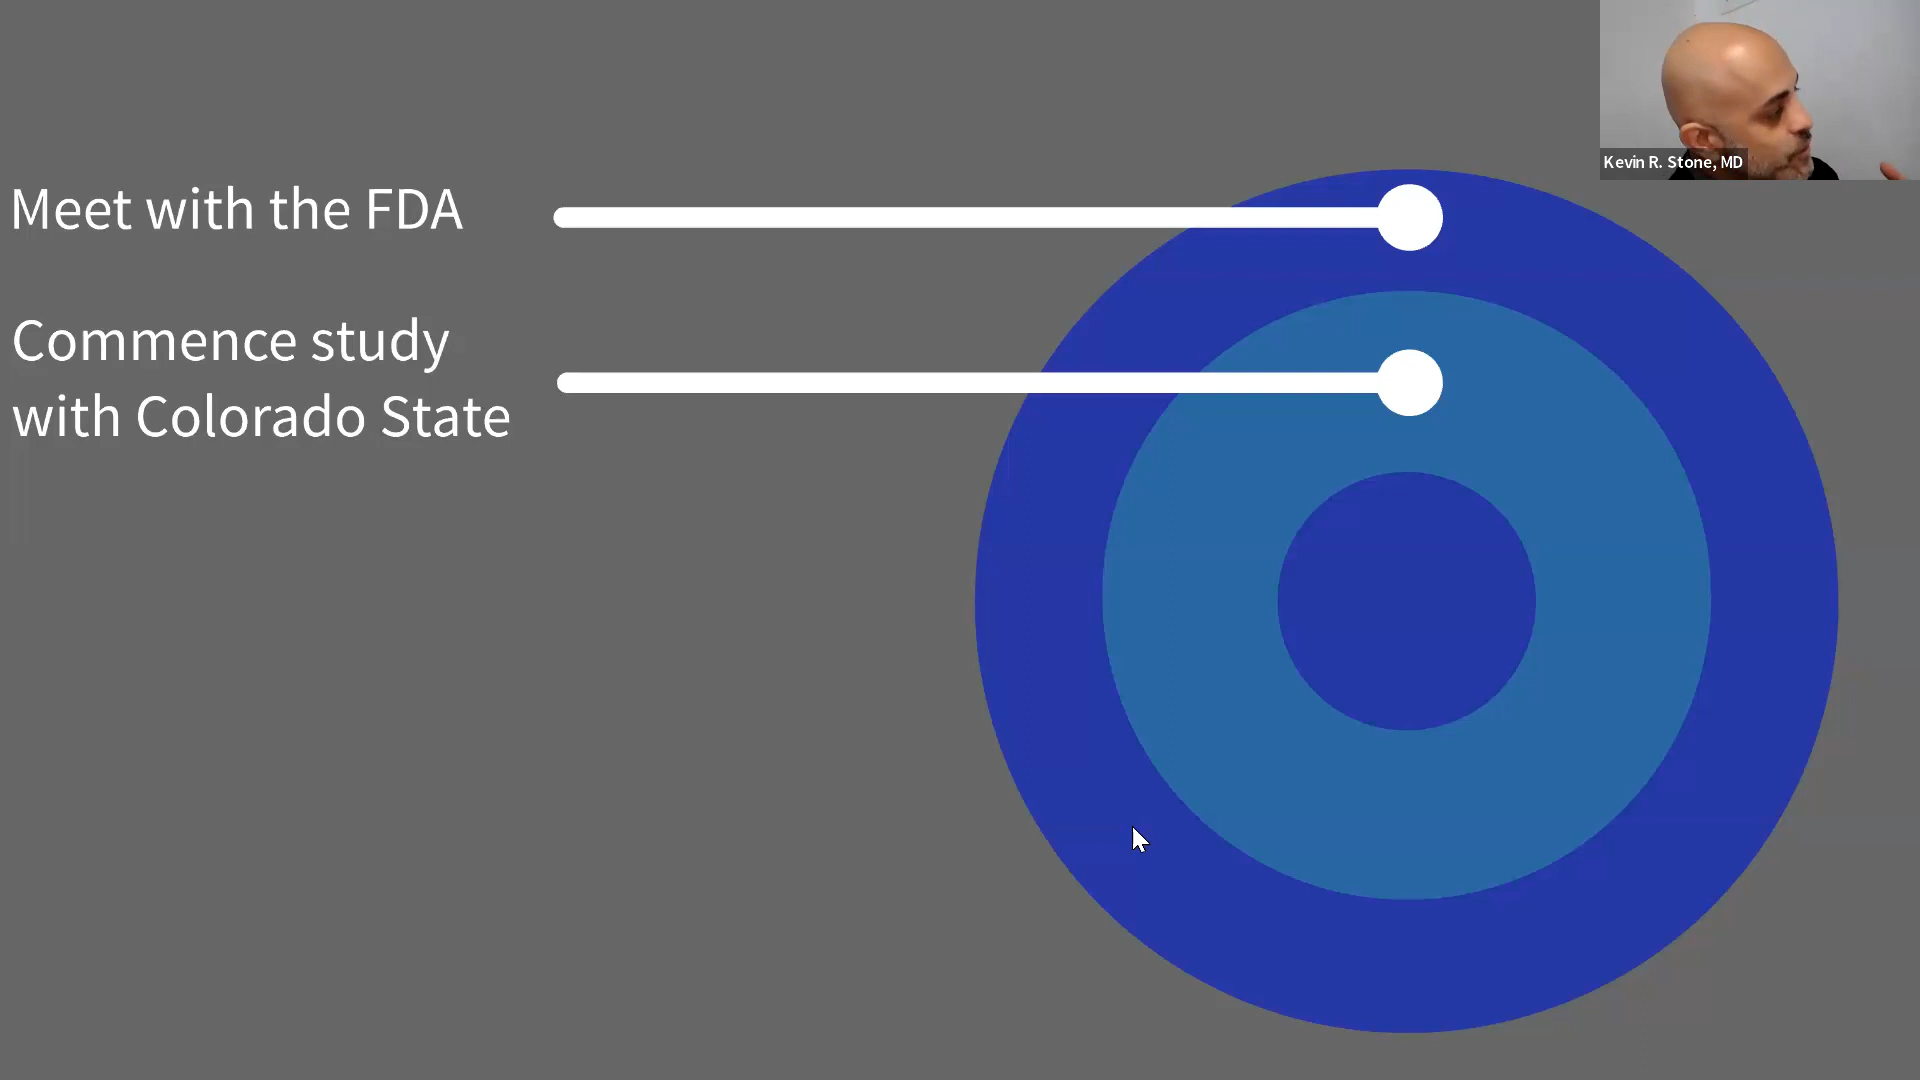 Kevin R. Stone, MD
Meet with the FDA
Commence study
with Colorado State